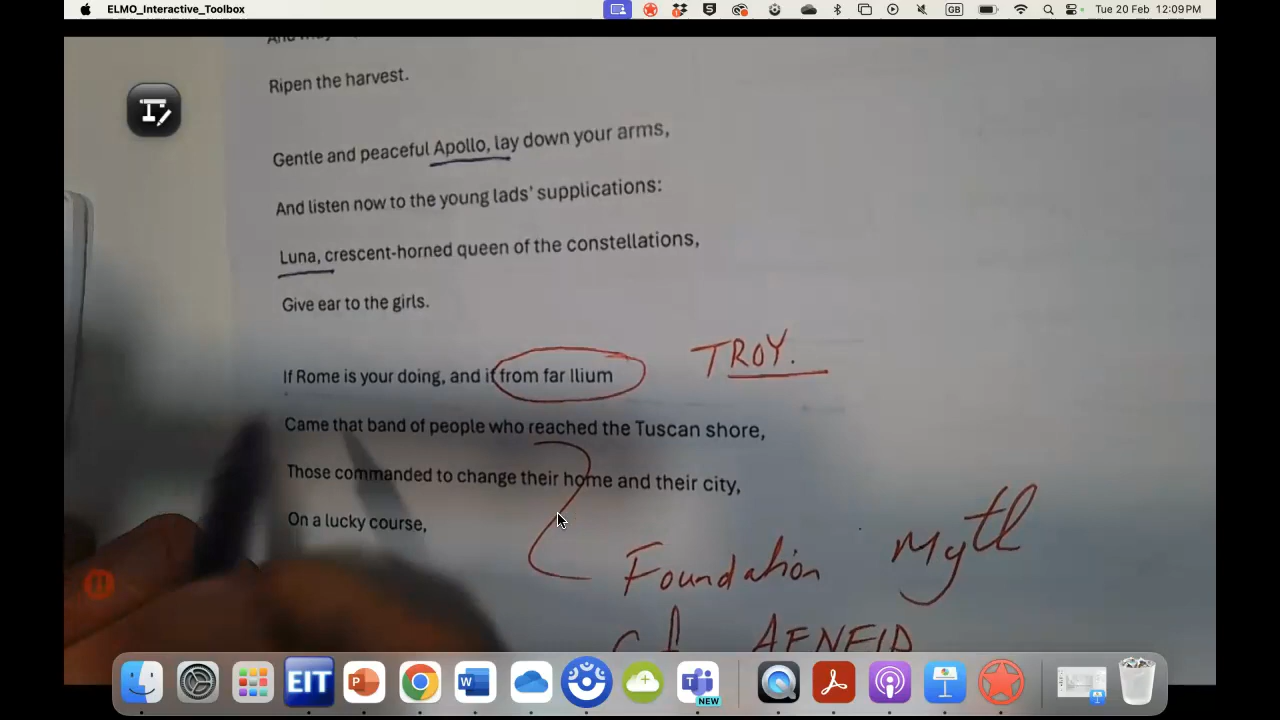 ELMO_Interactive_Toolbox
GB
Tue 20 Feb 12:09 PM
Ripen the harvest.
Gentle and peaceful Apollo, lay down your arms,
And listen now to the young lads' supplications:
Luna, crescent-horned queen of the constellations,
Give ear to the girls.
If Rome is your doing, and if from far Ilium
TROY.
Came that band of people who reached the Tuscan shore,
Those commanded to change their home and their city,
On a lucky course,
Foundation Myth
AENEID
EIT
NEW